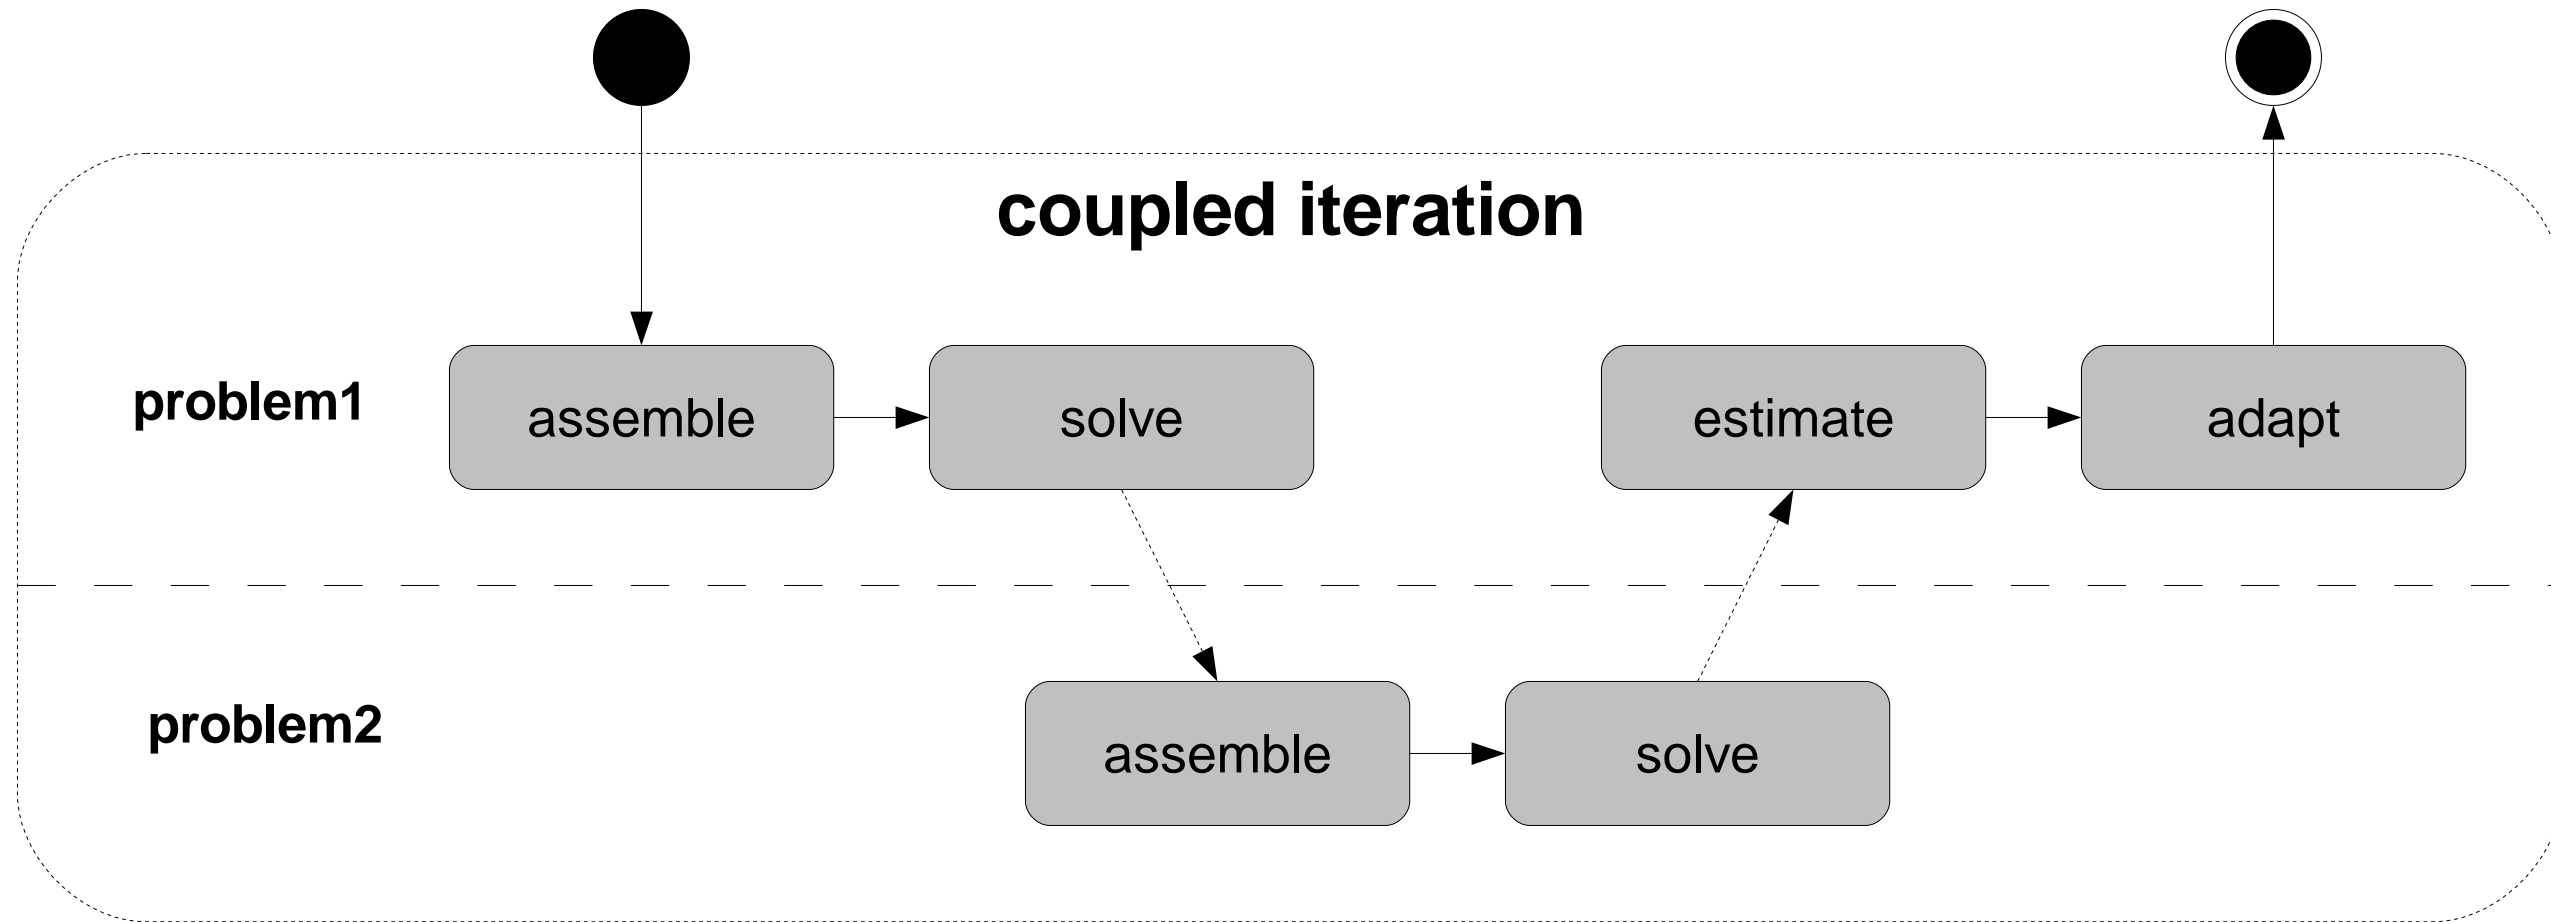 coupled iteration
problem1
assemble
solve
estimate
adapt
problem2
assemble
solve